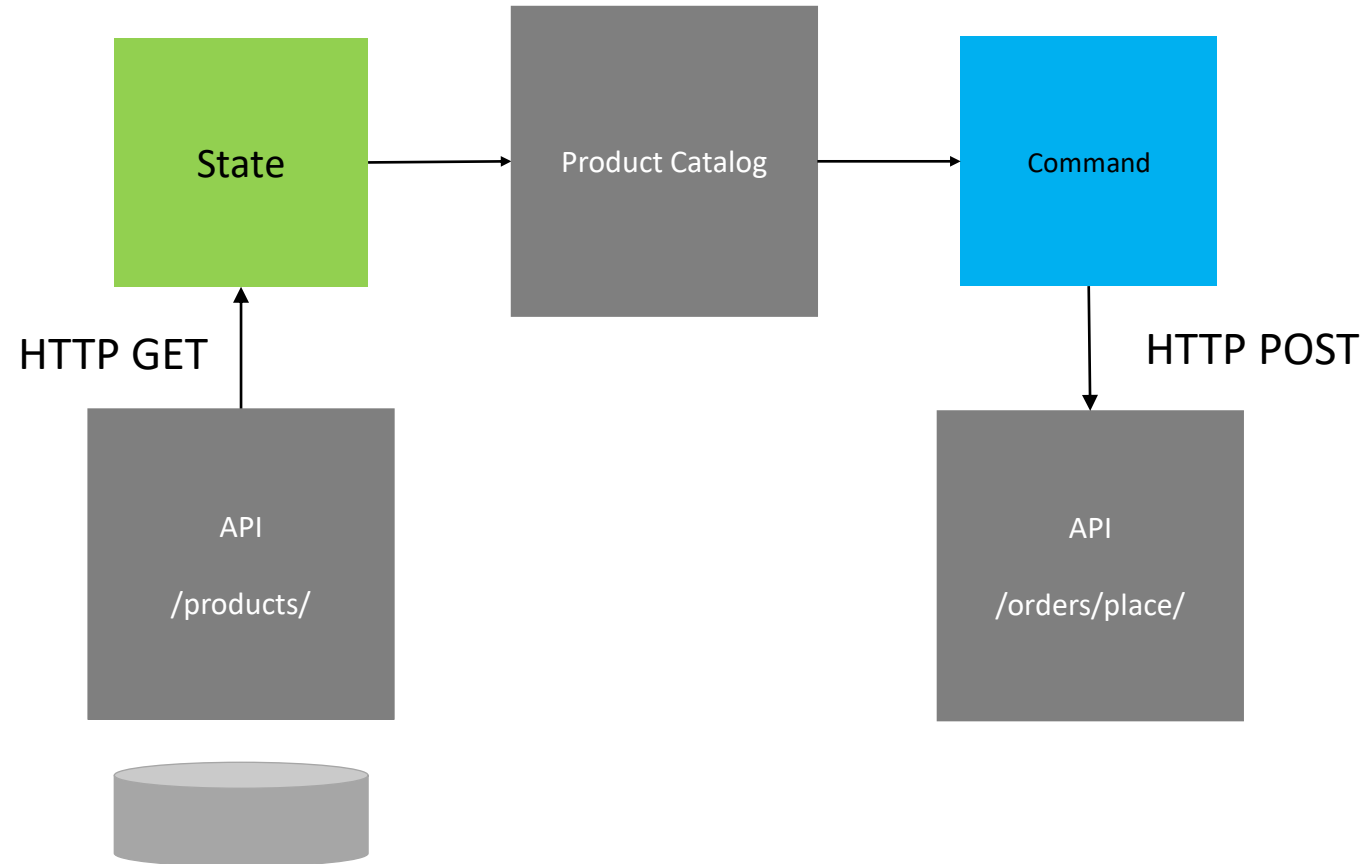 State
Product Catalog
Command
HTTP GET
HTTP POST
API
/products/
API
/orders/place/